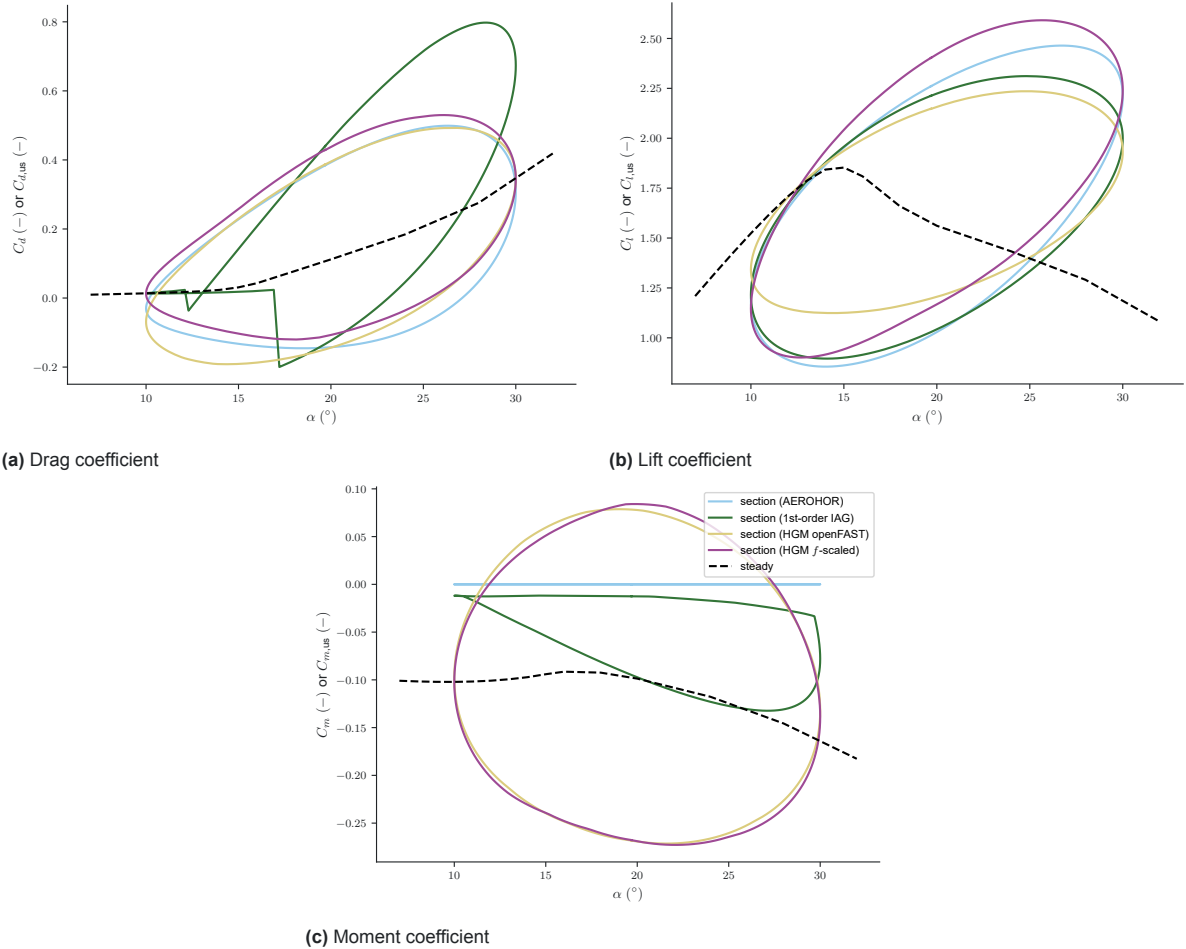 0.8
0.6
0.4
0.2
0.0
−0.2
C_d (−) or C_{d,us} (−)
10 15 20 25 30
α (°)
(a) Drag coefficient
2.50
2.25
2.00
1.75
1.50
1.25
1.00
C_l (−) or C_{l,us} (−)
10 15 20 25 30
α (°)
(b) Lift coefficient
0.10
0.05
0.00
−0.05
−0.10
−0.15
−0.20
−0.25
C_m (−) or C_{m,us} (−)
section (AEROHOR)
section (1st-order IAG)
section (HGM openFAST)
section (HGM f-scaled)
steady
10 15 20 25 30
α (°)
(c) Moment coefficient